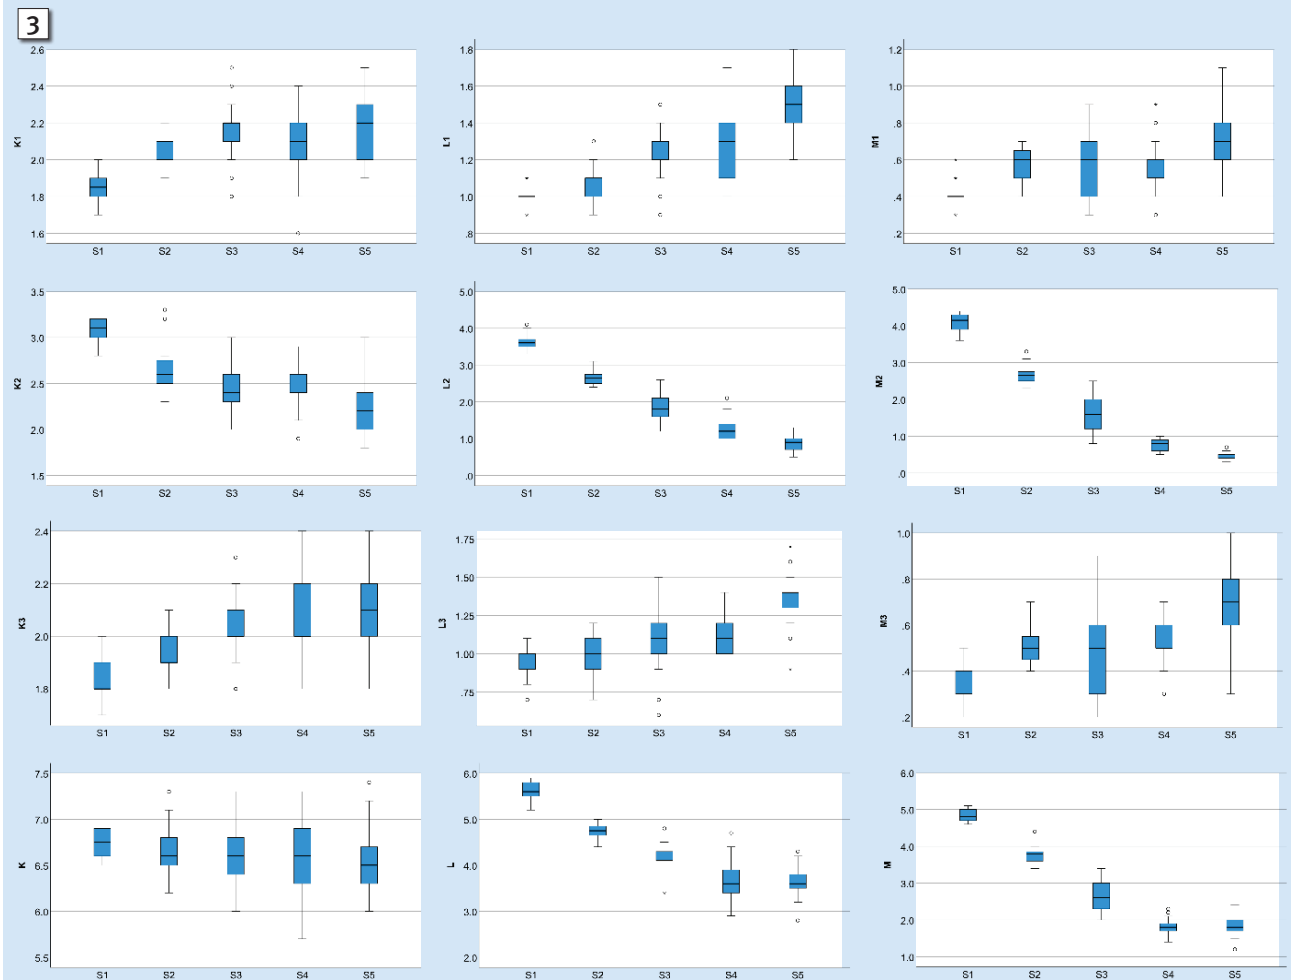 3
2.6 2.4 2.2 2.0 1.8 1.6
K1
S1 S2 S3 S4 S5
1.8 1.6 1.4 1.2 1.0 .8
L1
S1 S2 S3 S4 S5
1.2 1.0 .8 .6 .4 .2
M1
S1 S2 S3 S4 S5
3.5 3.0 2.5 2.0 1.5
K2
S1 S2 S3 S4 S5
5.0 4.0 3.0 2.0 1.0 .0
L2
S1 S2 S3 S4 S5
5.0 4.0 3.0 2.0 1.0 .0
M2
S1 S2 S3 S4 S5
2.4 2.2 2.0 1.8
K3
S1 S2 S3 S4 S5
1.75 1.50 1.25 1.00 .75
L3
S1 S2 S3 S4 S5
1.0 .8 .6 .4 .2
M3
S1 S2 S3 S4 S5
7.5 7.0 6.5 6.0 5.5
K
S1 S2 S3 S4 S5
6.0 5.0 4.0 3.0 2.0
L
S1 S2 S3 S4 S5
6.0 5.0 4.0 3.0 2.0 1.0
M
S1 S2 S3 S4 S5